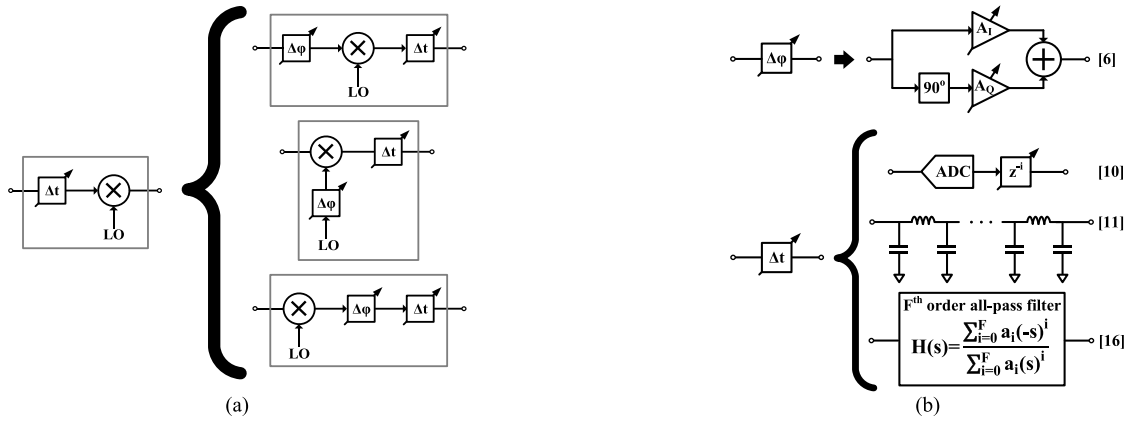 Δt
LO
Δφ
Δt
LO
Δt
Δφ
LO
Δφ
Δt
LO
(a)
Δφ
A_I
90°
A_Q
[6]
Δt
ADC
z^-i
[10]
. . . .
[11]
F^th order all-pass filter
H(s)=∑_{i=0}^{F} a_i(-s)^i / ∑_{i=0}^{F} a_i(s)^i
[16]
(b)